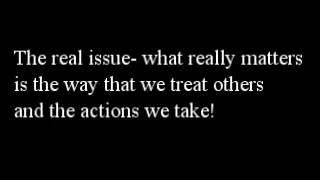 The real issue- what really matters
is the way that we treat others
and the actions we take!